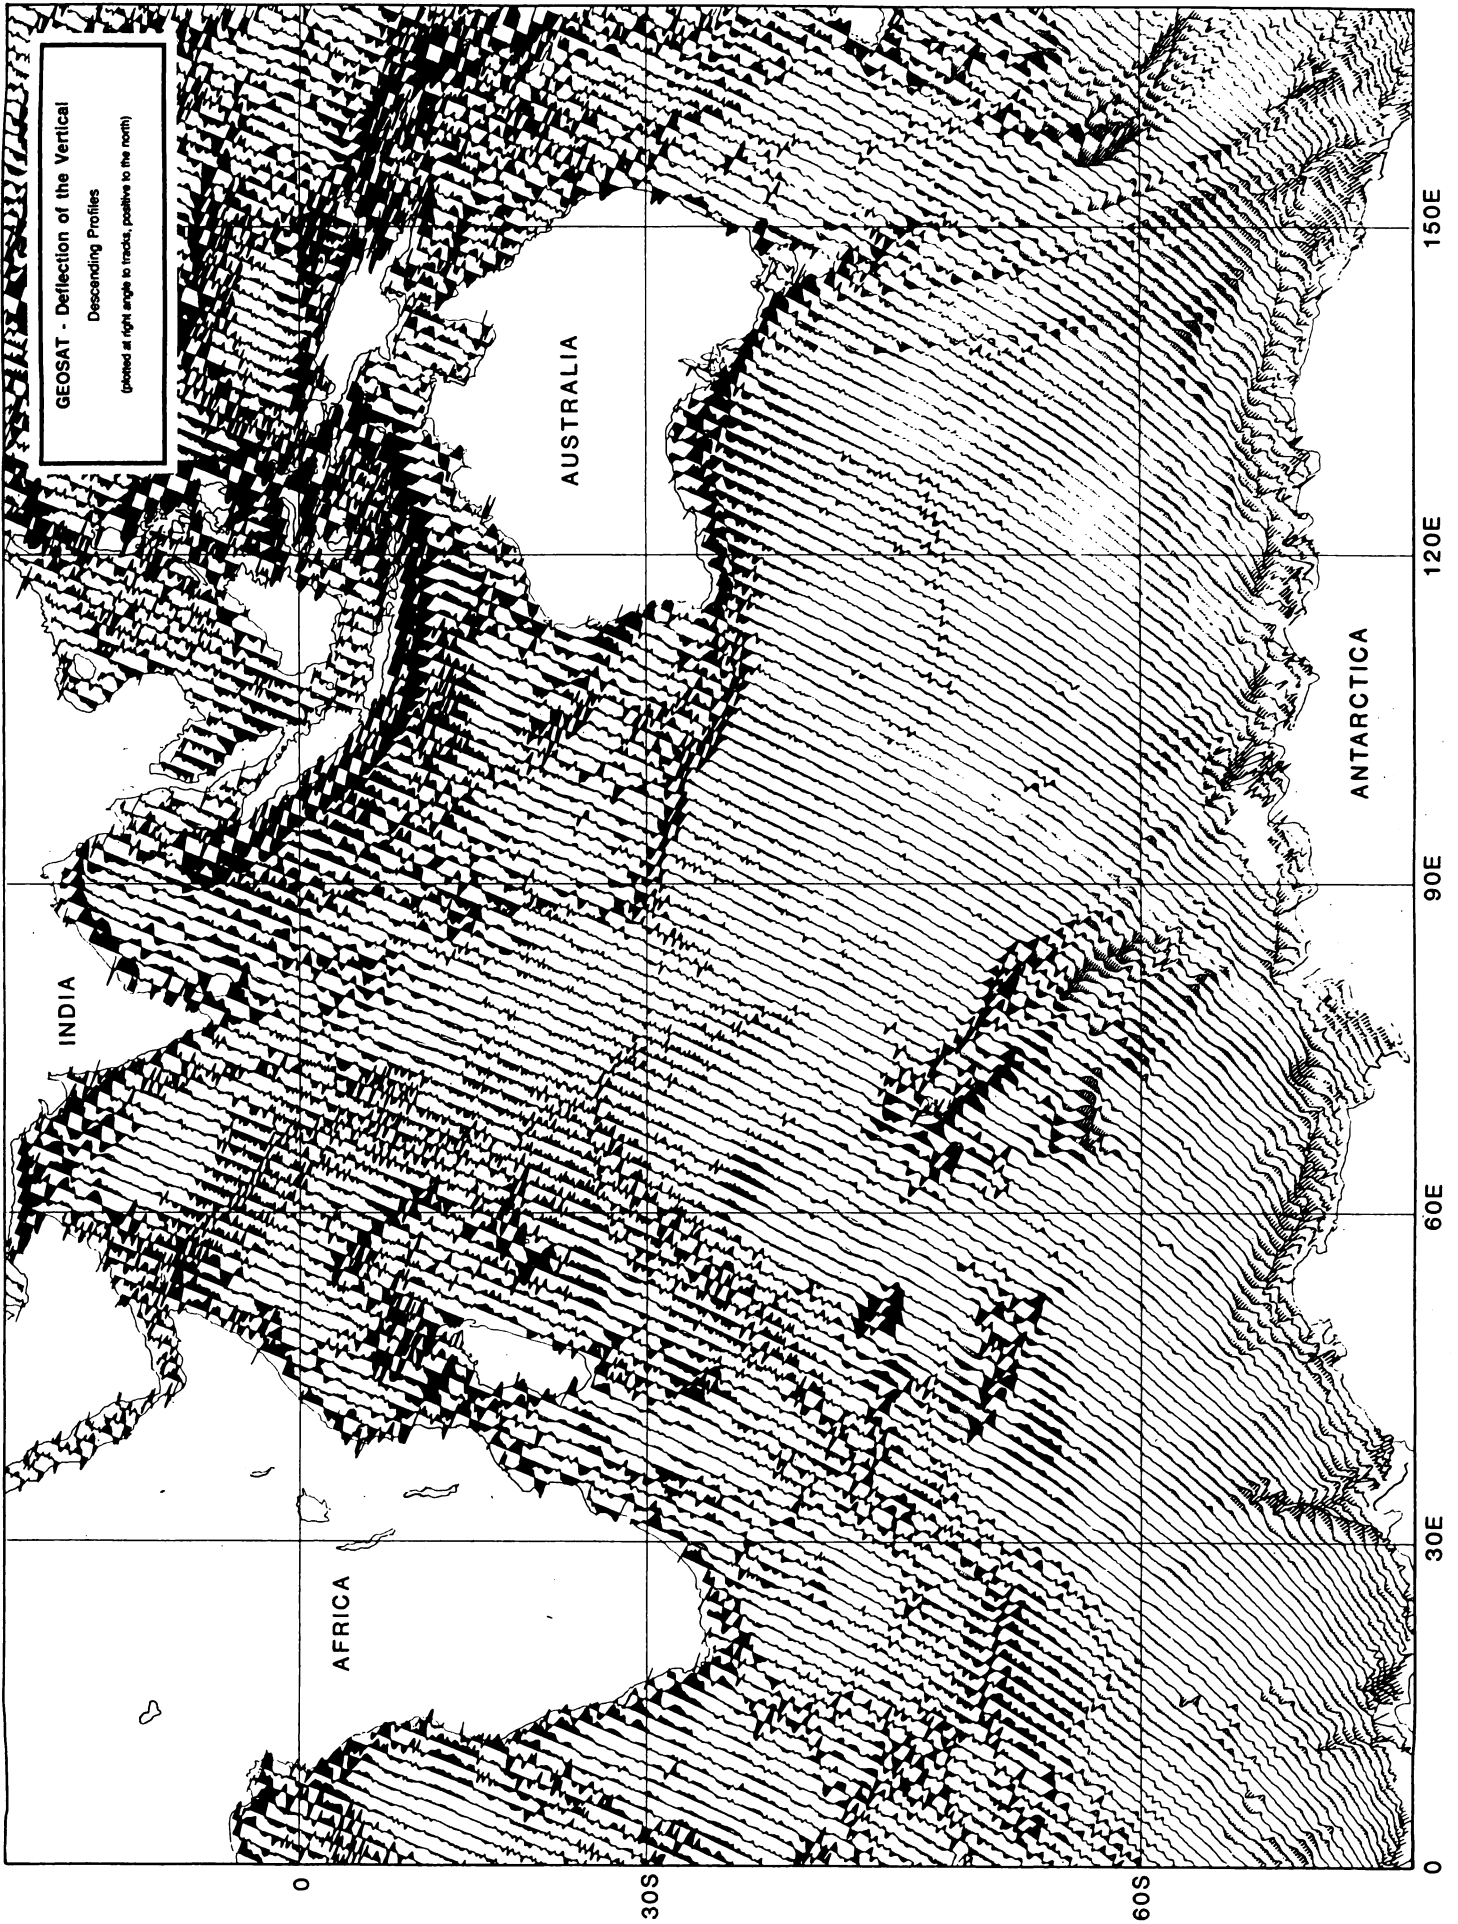 GEOSAT - Deflection of the Vertical
Descending Profiles
(plotted at right angle to tracks, positive to the north)
INDIA
AFRICA
AUSTRALIA
ANTARCTICA
0
30S
60S
0
30E
60E
90E
120E
150E